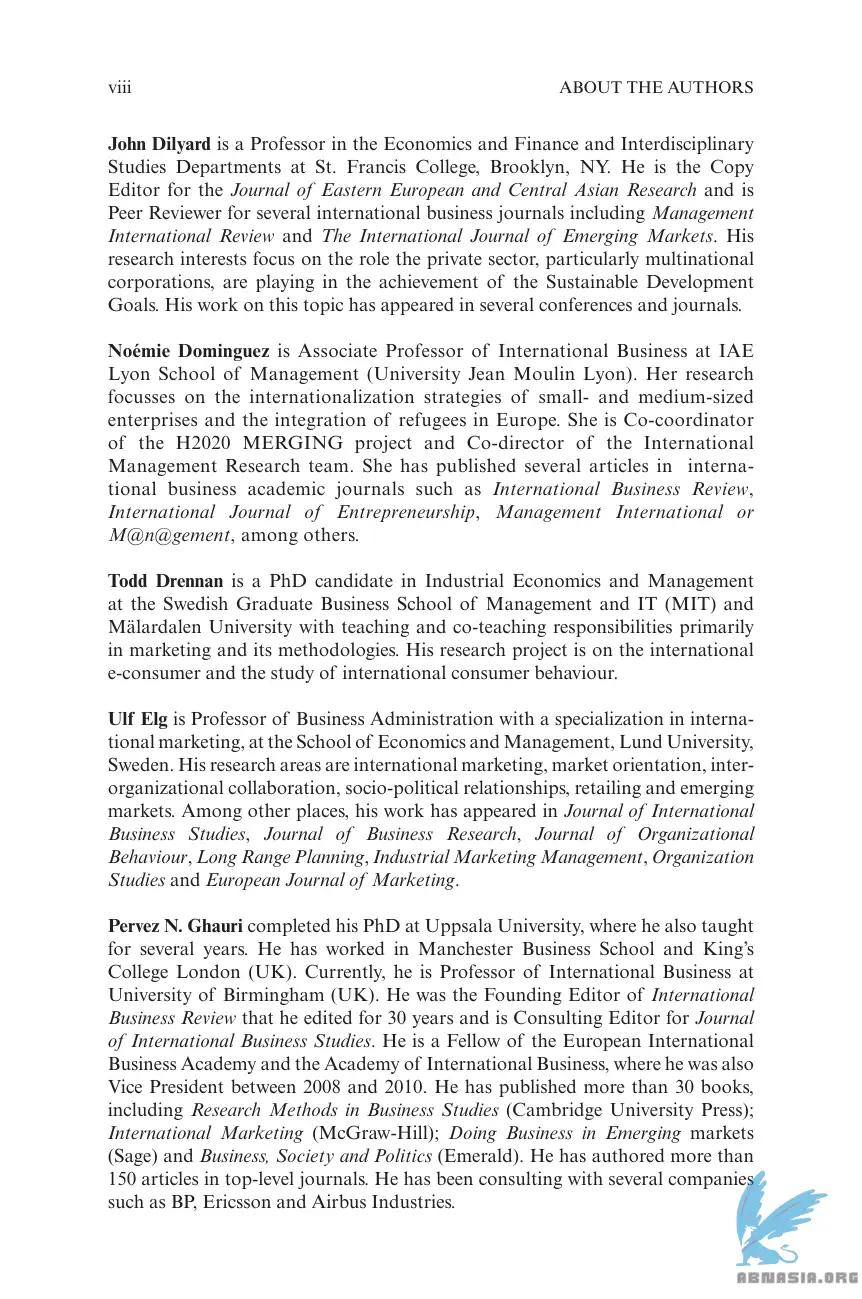 viii ABOUT THE AUTHORS
John Dilyard is a Professor in the Economics and Finance and Interdisciplinary
Studies Departments at St. Francis College, Brooklyn, NY. He is the Copy
Editor for the Journal of Eastern European and Central Asian Research and is
Peer Reviewer for several international business journals including Management
International Review and The International Journal of Emerging Markets. His
research interests focus on the role the private sector, particularly multinational
corporations, are playing in the achievement of the Sustainable Development
Goals. His work on this topic has appeared in several conferences and journals.
Noémie Dominguez is Associate Professor of International Business at IAE
Lyon School of Management (University Jean Moulin Lyon). Her research
focusses on the internationalization strategies of small- and medium-sized
enterprises and the integration of refugees in Europe. She is Co-coordinator
of the H2020 MERGING project and Co-director of the International
Management Research team. She has published several articles in interna-
tional business academic journals such as International Business Review,
International Journal of Entrepreneurship, Management International or
M@n@gement, among others.
Todd Drennan is a PhD candidate in Industrial Economics and Management
at the Swedish Graduate Business School of Management and IT (MIT) and
Mälardalen University with teaching and co-teaching responsibilities primarily
in marketing and its methodologies. His research project is on the international
e-consumer and the study of international consumer behaviour.
Ulf Elg is Professor of Business Administration with a specialization in interna-
tional marketing, at the School of Economics and Management, Lund University,
Sweden. His research areas are international marketing, market orientation, inter-
organizational collaboration, socio-political relationships, retailing and emerging
markets. Among other places, his work has appeared in Journal of International
Business Studies, Journal of Business Research, Journal of Organizational
Behaviour, Long Range Planning, Industrial Marketing Management, Organization
Studies and European Journal of Marketing.
Pervez N. Ghauri completed his PhD at Uppsala University, where he also taught
for several years. He has worked in Manchester Business School and King’s
College London (UK). Currently, he is Professor of International Business at
University of Birmingham (UK). He was the Founding Editor of International
Business Review that he edited for 30 years and is Consulting Editor for Journal
of International Business Studies. He is a Fellow of the European International
Business Academy and the Academy of International Business, where he was also
Vice President between 2008 and 2010. He has published more than 30 books,
including Research Methods in Business Studies (Cambridge University Press);
International Marketing (McGraw-Hill); Doing Business in Emerging markets
(Sage) and Business, Society and Politics (Emerald). He has authored more than
150 articles in top-level journals. He has been consulting with several companies
such as BP, Ericsson and Airbus Industries.
ABNASIA.ORG